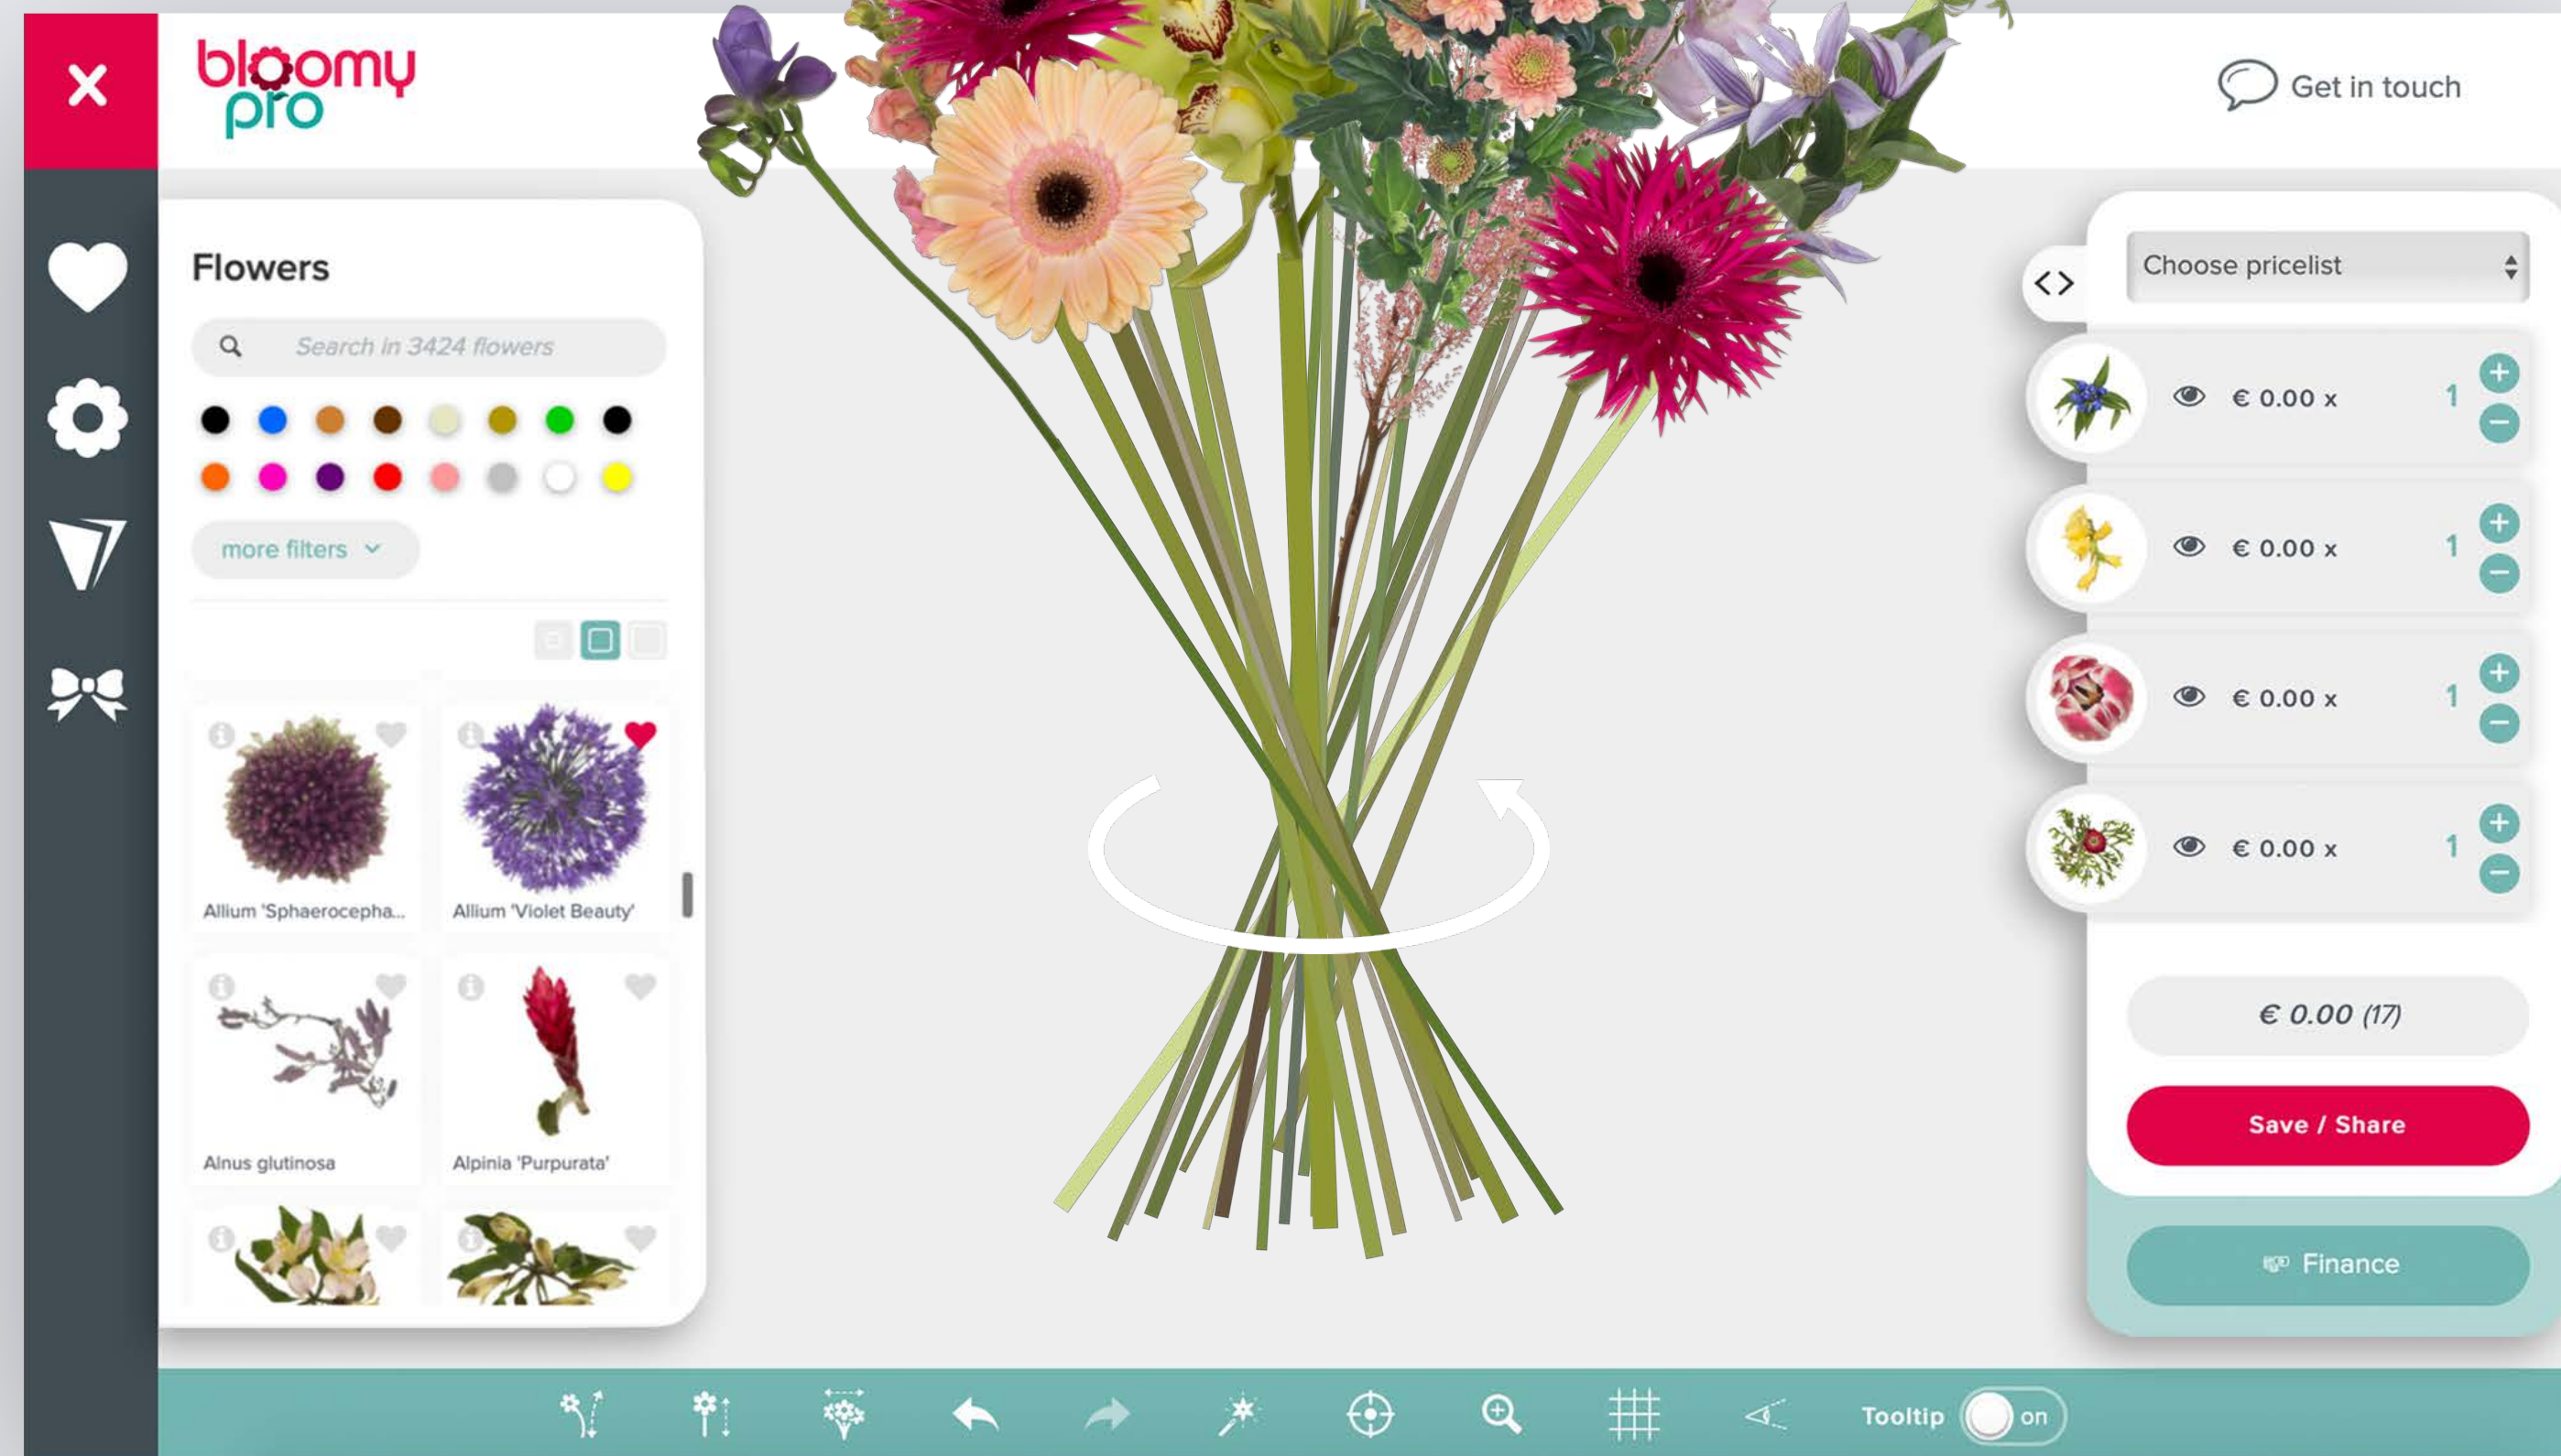 bloomy
pro
Get in touch
Flowers
Search in 3424 flowers
more filters
Allium 'Sphaerocepha...
Allium 'Violet Beauty'
Alnus glutinosa
Alpinia 'Purpurata'
Choose pricelist
€ 0.00 x 1
€ 0.00 x 1
€ 0.00 x 1
€ 0.00 x 1
€ 0.00 (17)
Save / Share
Finance
Tooltip on